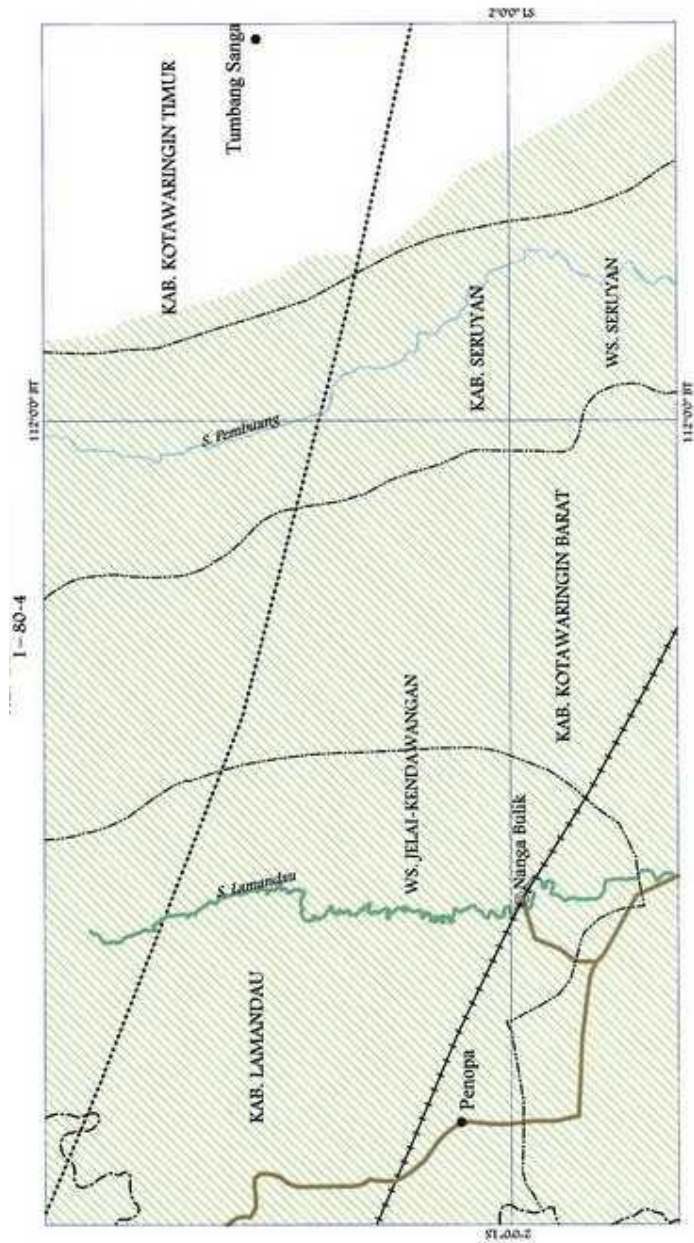 2°0'0" LS
KAB. KOTAWARINGIN TIMUR
Tumbang Sanga
112°0'0" BT
S. Pembuang
KAB. SERUYAN
WS. SERUYAN
112°0'0" BT
1-80-4
KAB. KOTAWARINGIN BARAT
WS. JELAI-KENDAWANGAN
S. Lamandau
Nanga Bulik
KAB. LAMANDAU
Penopa
2°0'0" LS